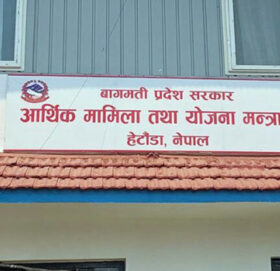 बागमती प्रदेश सरकार
आर्थिक मामिला तथा योजना मन्त्रा
हेटौंडा, नेपाल